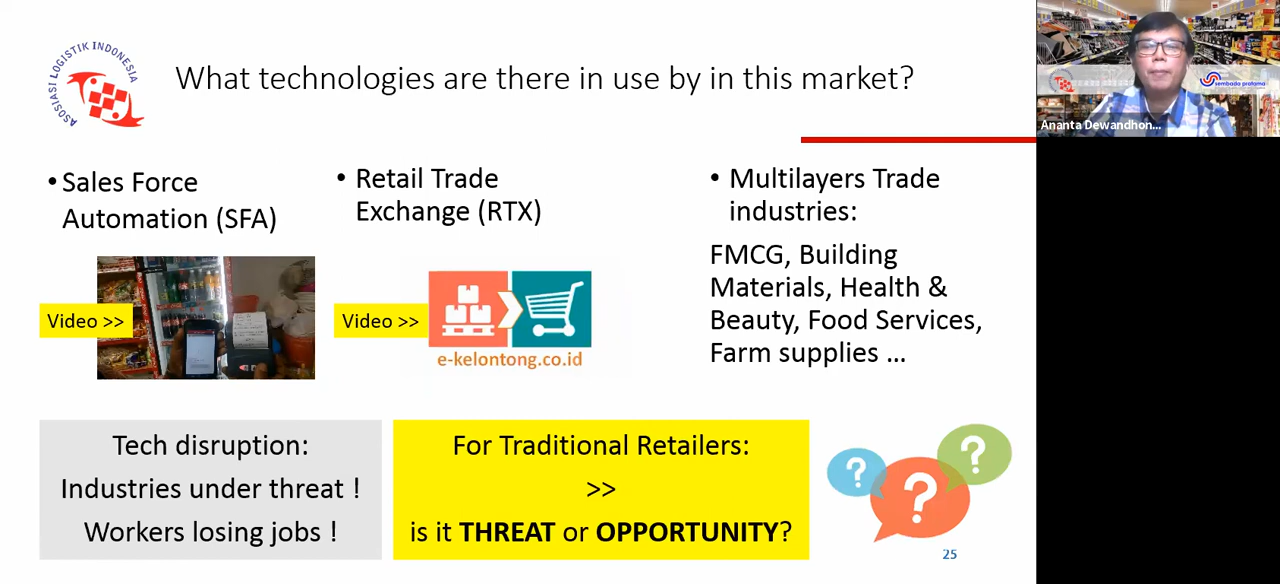 ASOSIASI LOGISTIK INDONESIA
What technologies are there in use by in this market?
sembada pratama
Ananta Dewandhon...
• Sales Force
Automation (SFA)
Video >>
• Retail Trade
Exchange (RTX)
Video >>
e-kelontong.co.id
• Multilayers Trade
industries:
FMCG, Building
Materials, Health &
Beauty, Food Services,
Farm supplies ...
Tech disruption:
Industries under threat !
Workers losing jobs !
For Traditional Retailers:
>>
is it THREAT or OPPORTUNITY?
? ? ?
25